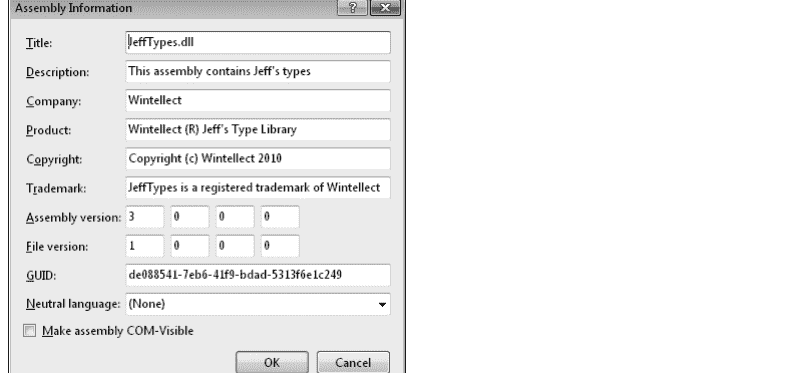 Assembly Information
Title: JeffTypes.dll
Description: This assembly contains Jeff's types
Company: Wintellect
Product: Wintellect (R) Jeff's Type Library
Copyright: Copyright (c) Wintellect 2010
Trademark: JeffTypes is a registered trademark of Wintellect
Assembly version: 3 0 0 0
File version: 1 0 0 0
GUID: de088541-7eb6-41f9-bdad-5313f6e1c249
Neutral language: (None)
Make assembly COM-Visible
OK Cancel